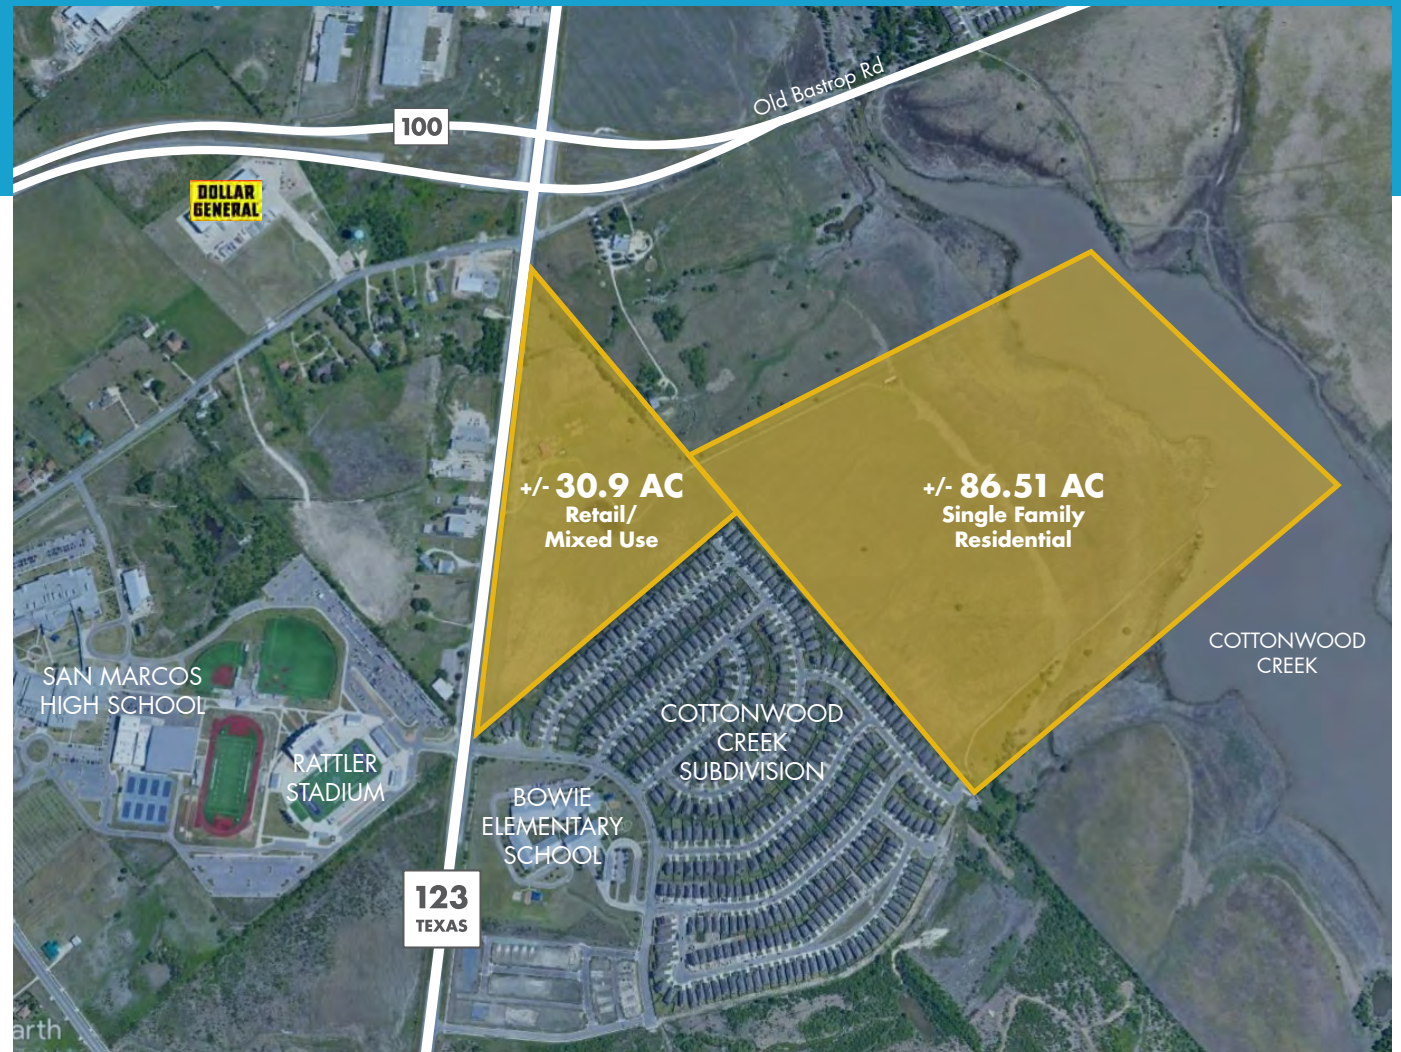 Old Bastrop Rd
100
DOLLAR
GENERAL
+/- 30.9 AC
Retail/
Mixed Use
+/- 86.51 AC
Single Family
Residential
COTTONWOOD
CREEK
SAN MARCOS
HIGH SCHOOL
COTTONWOOD
CREEK
SUBDIVISION
RATTLER
STADIUM
BOWIE
ELEMENTARY
SCHOOL
123
TEXAS
arth